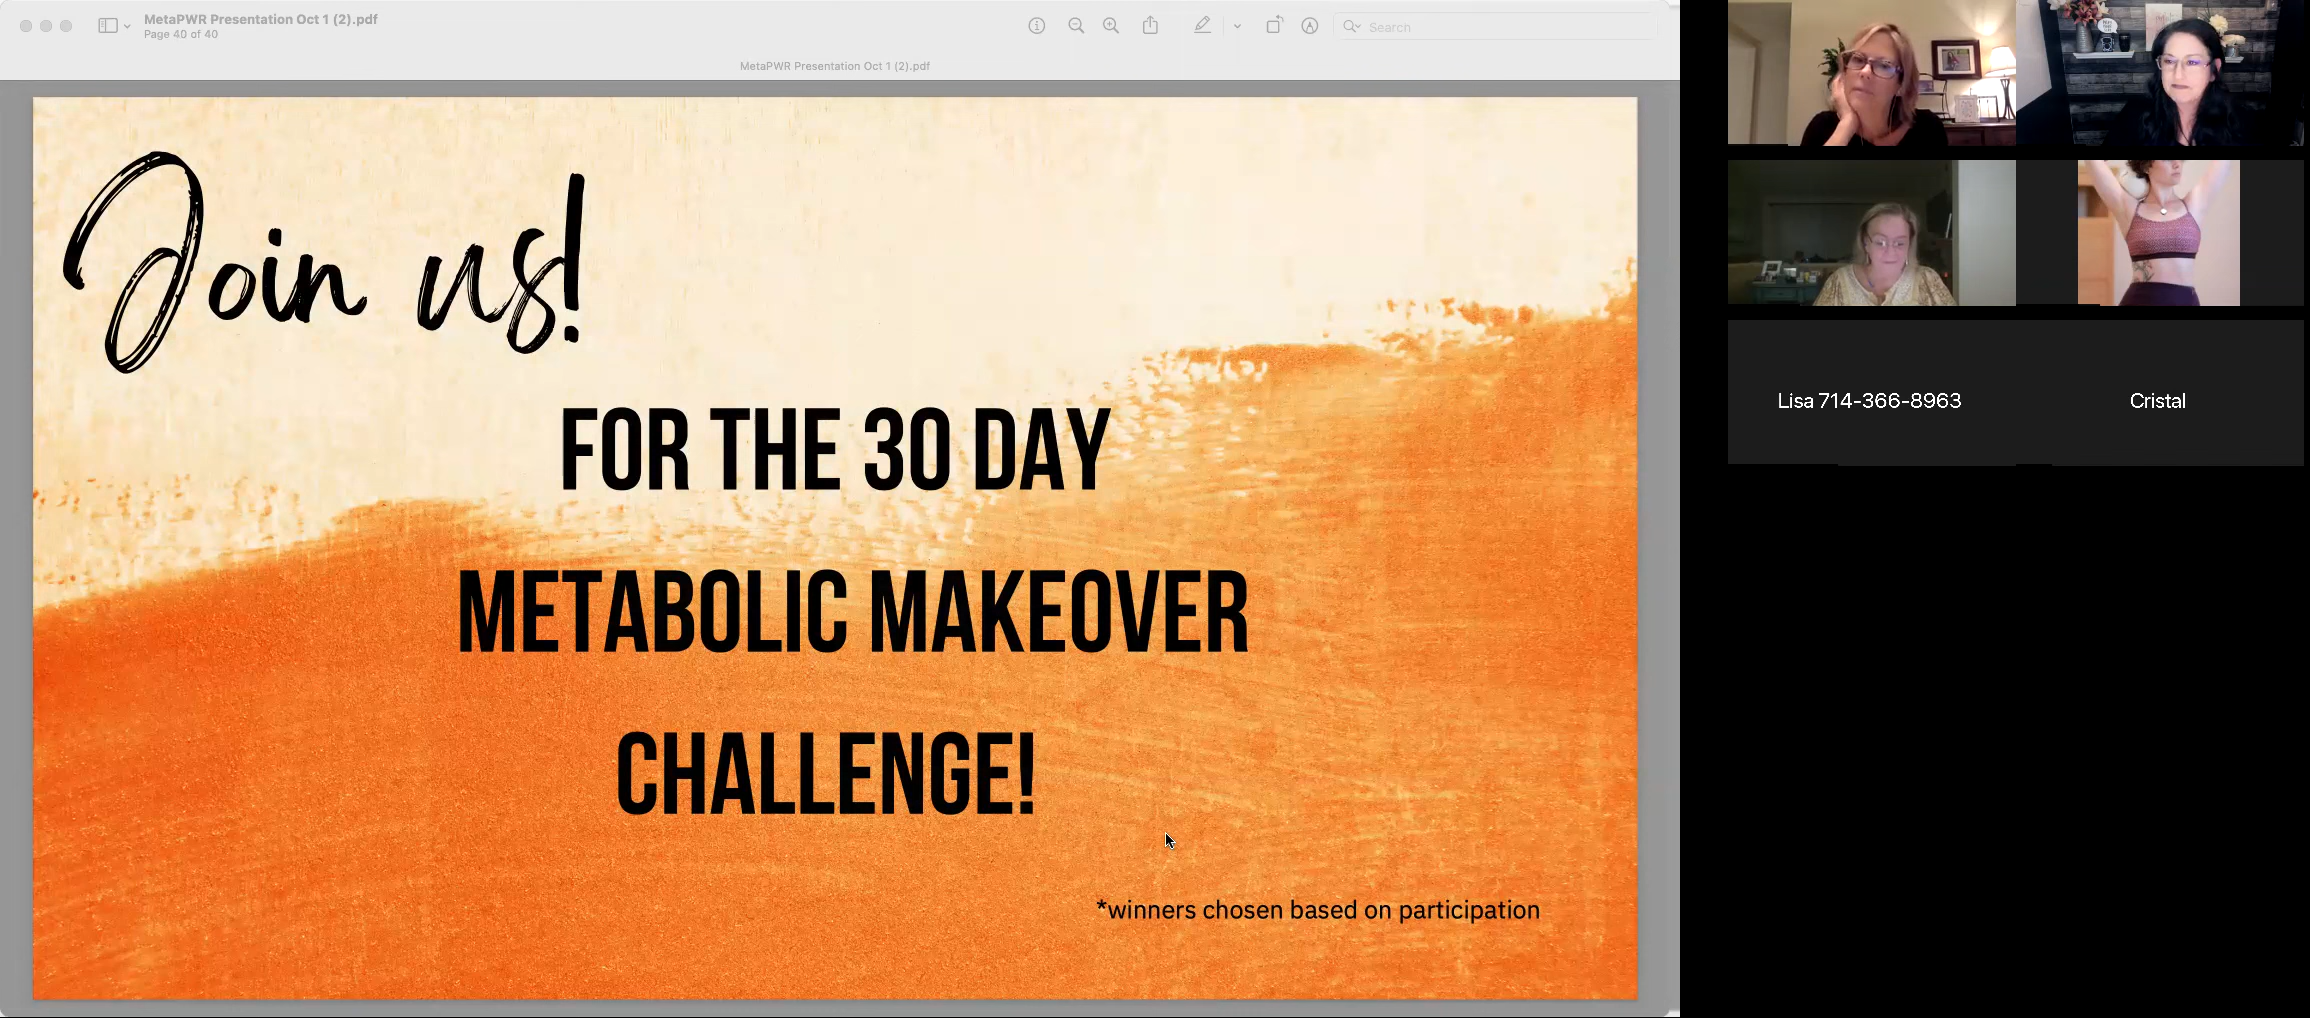 MetaPWR Presentation Oct 1 (2).pdf
Page 40 of 40
Search
MetaPWR Presentation Oct 1 (2).pdf
Join us!
FOR THE 30 DAY
METABOLIC MAKEOVER
CHALLENGE!
*winners chosen based on participation
Lisa 714-366-8963
Cristal